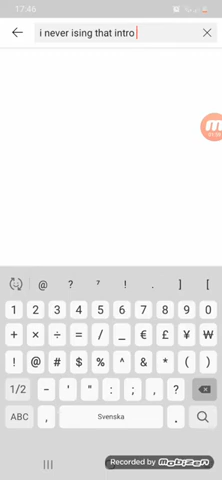 17:46
i never ising that intro
@ ? ⁷ ! . ] [
1 2 3 4 5 6 7 8 9 0
+ × ÷ = / _ € £ ¥ ₩
! @ # $ % ^ & * ( )
1/2 - ' " : ; , ?
ABC , Svenska .
Recorded by Mobizen